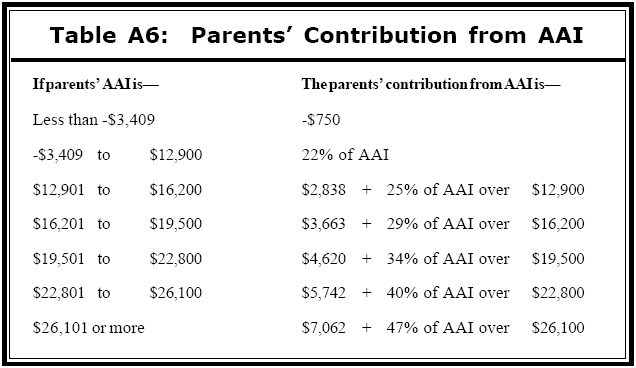 Table A6: Parents' Contribution from AAI
If parents' AAI is— The parents' contribution from AAI is—
Less than -$3,409 -$750
-$3,409 to $12,900 22% of AAI
$12,901 to $16,200 $2,838 + 25% of AAI over $12,900
$16,201 to $19,500 $3,663 + 29% of AAI over $16,200
$19,501 to $22,800 $4,620 + 34% of AAI over $19,500
$22,801 to $26,100 $5,742 + 40% of AAI over $22,800
$26,101 or more $7,062 + 47% of AAI over $26,100